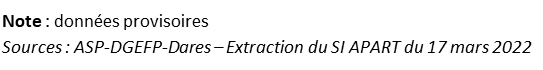 Note : données provisoires
Sources : ASP-DGEFP-Dares – Extraction du SI APART du 17 mars 2022